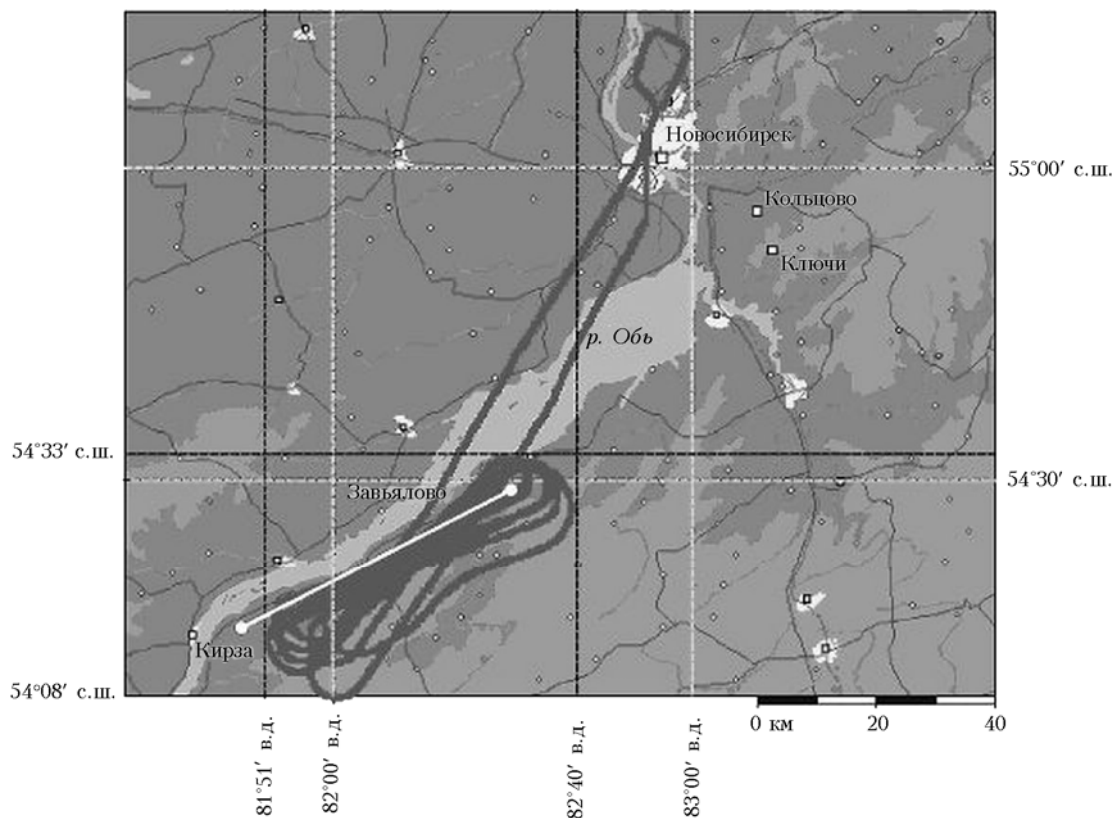 Новосибирск
55°00′ с.ш.
Кольцово
Ключи
р. Обь
54°33′ с.ш.
54°30′ с.ш.
Завьялово
Кирза
54°08′ с.ш.
0 км 20 40
81°51′ в.д.
82°00′ в.д.
82°40′ в.д.
83°00′ в.д.